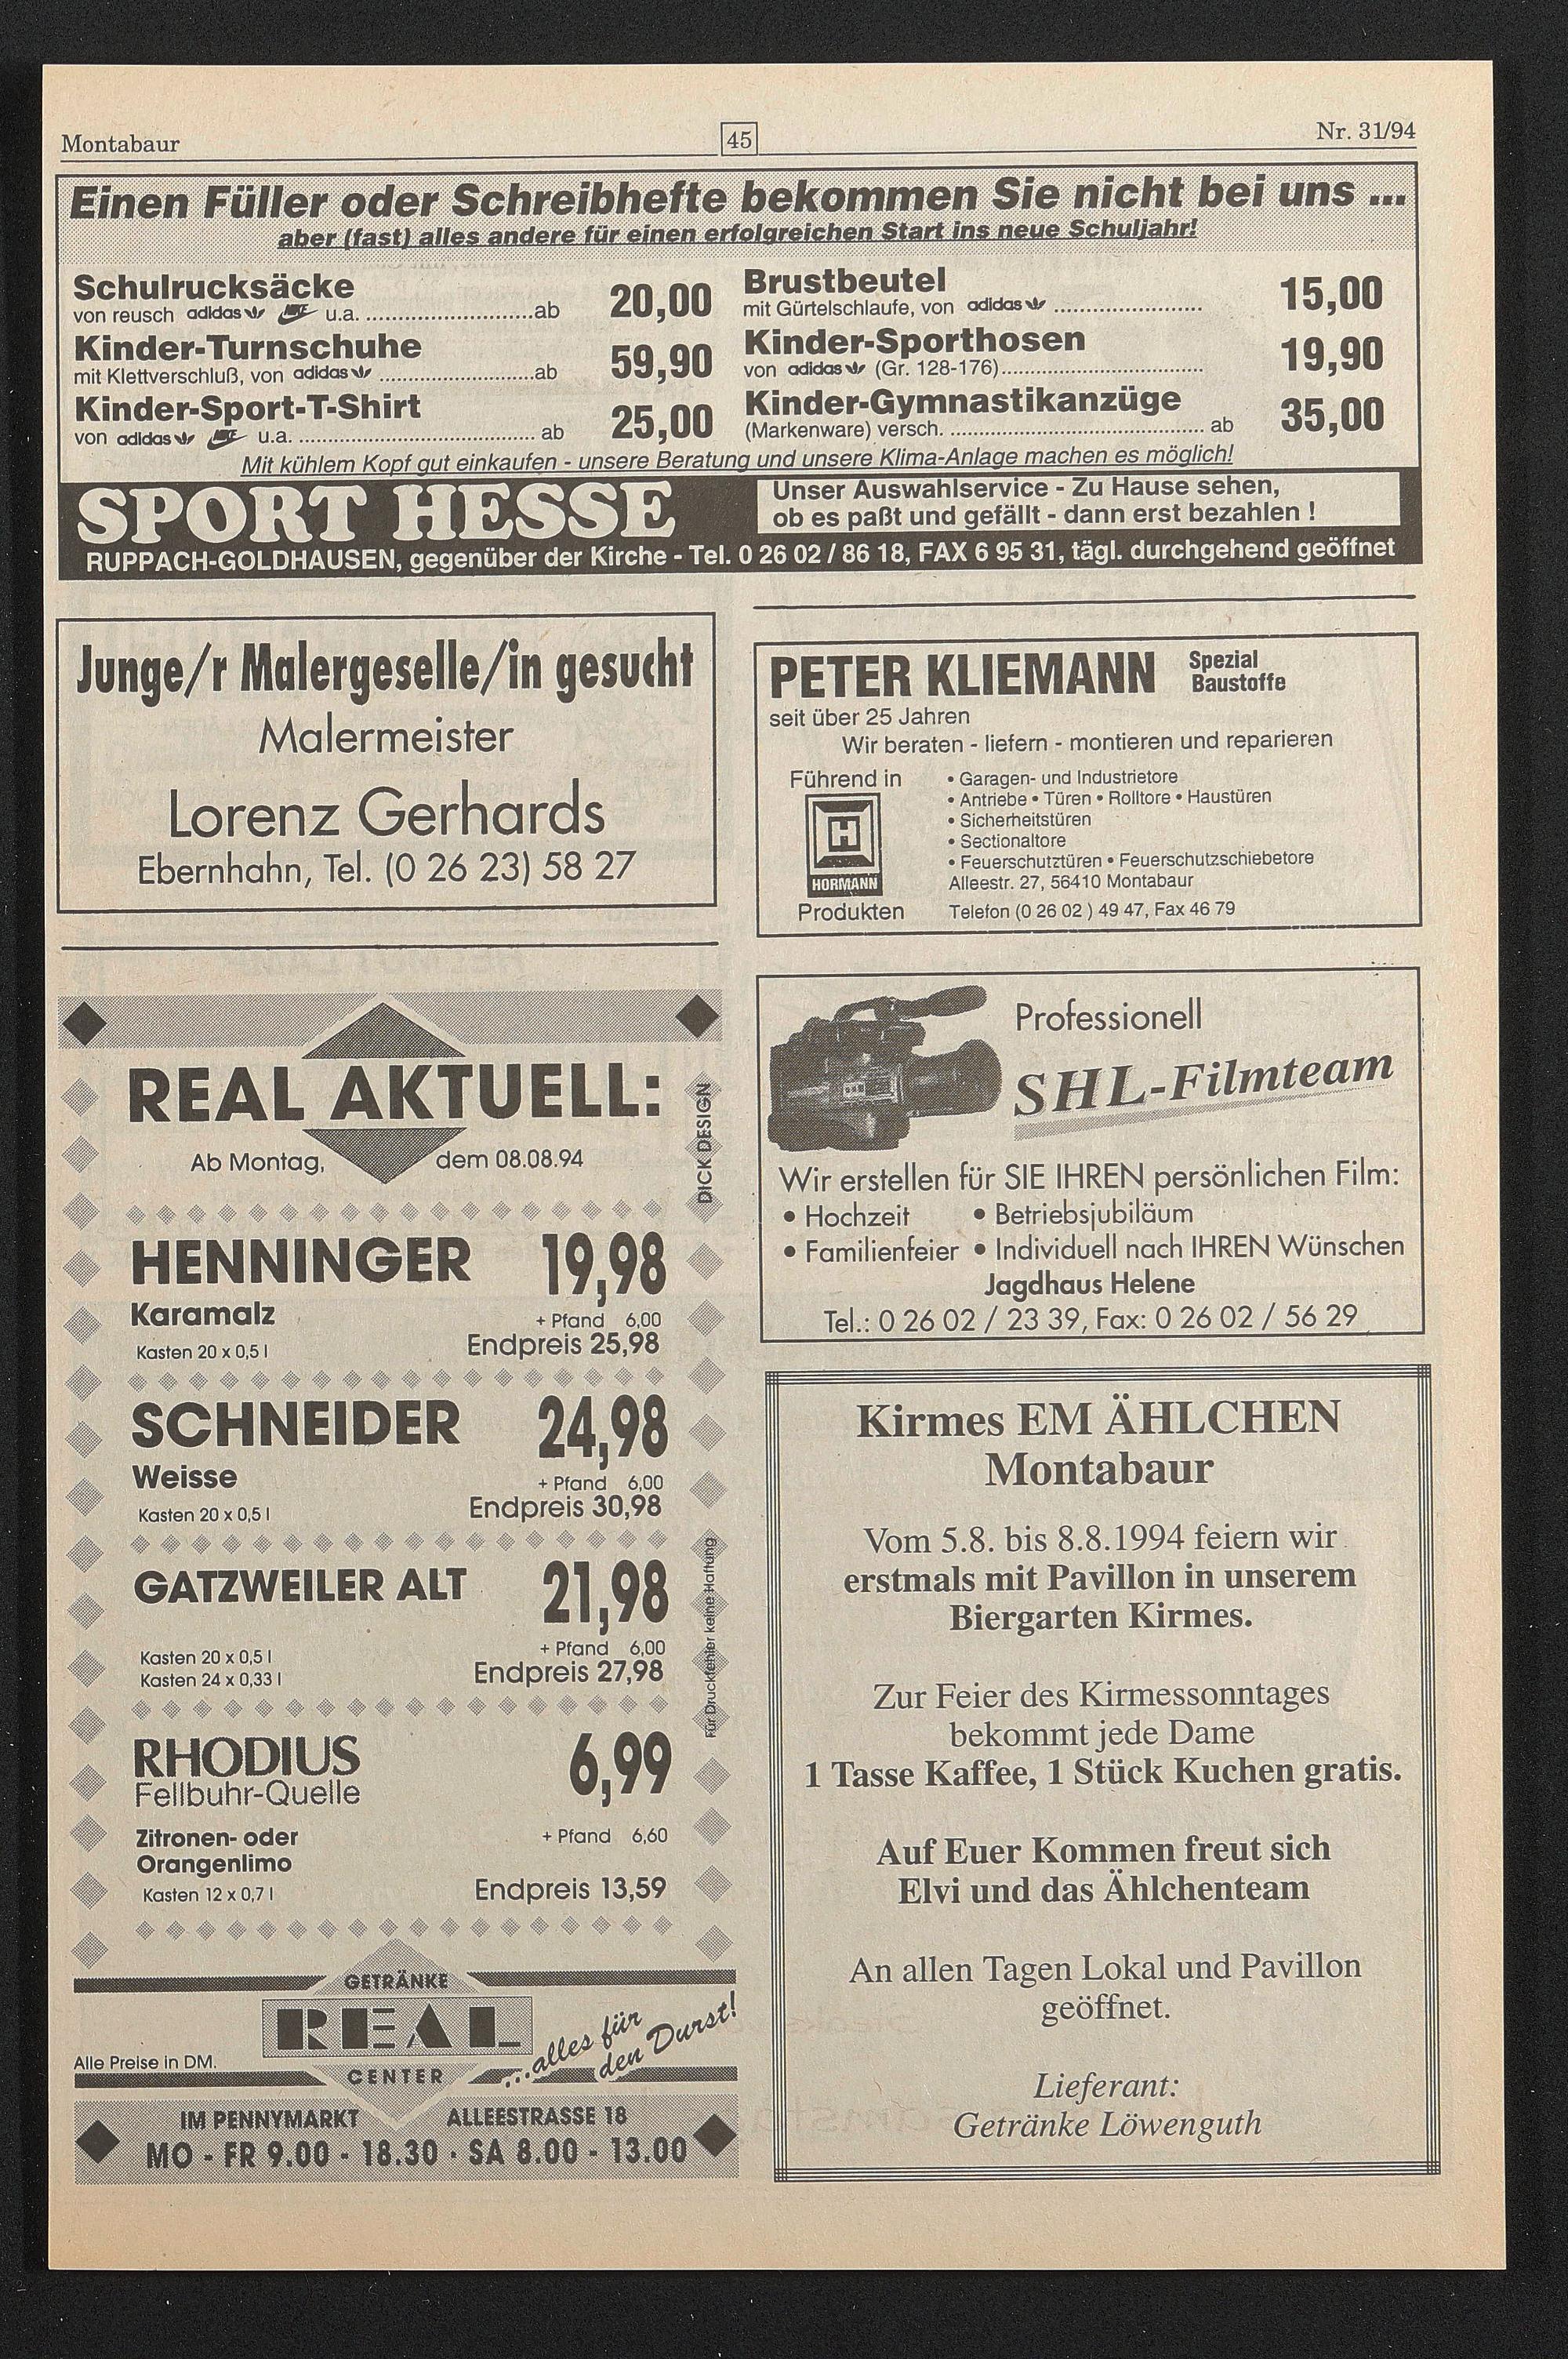 Montabaur
45
Nr. 31/94
Einen Füller oder Schreibhefte bekommen Sie nicht bei uns ...
aber (fast) alles andere für einen erfolgreichen Start ins neue Schuljahr!
Schulrucksäcke
von reusch adidas NIKE u.a. ............................ab 20,00
Kinder-Turnschuhe
mit Klettverschluß, von adidas ..........................ab 59,90
Kinder-Sport-T-Shirt
von adidas NIKE u.a. ....................................... ab 25,00
Brustbeutel
mit Gürtelschlaufe, von adidas ......................... 15,00
Kinder-Sporthosen
von adidas (Gr. 128-176).................................. 19,90
Kinder-Gymnastikanzüge
(Markenware) versch. .......................................... ab 35,00
Mit kühlem Kopf gut einkaufen - unsere Beratung und unsere Klima-Anlage machen es möglich!
SPORT HESSE
Unser Auswahlservice - Zu Hause sehen,
ob es paßt und gefällt - dann erst bezahlen !
RUPPACH-GOLDHAUSEN, gegenüber der Kirche - Tel. 0 26 02 / 86 18, FAX 6 95 31, tägl. durchgehend geöffnet
Junge/r Malergeselle/in gesucht
Malermeister
Lorenz Gerhards
Ebernhahn, Tel. (0 26 23) 58 27
PETER KLIEMANN
Spezial
Baustoffe
seit über 25 Jahren
Wir beraten - liefern - montieren und reparieren
Führend in
H
HÖRMANN
Produkten
• Garagen- und Industrietore
• Antriebe • Türen • Rolltore • Haustüren
• Sicherheitstüren
• Sectionaltore
• Feuerschutztüren • Feuerschutzschiebetore
Alleestr. 27, 56410 Montabaur
Telefon (0 26 02 ) 49 47, Fax 46 79
REAL AKTUELL:
Ab Montag, dem 08.08.94
DICK DESIGN
HENNINGER 19,98
Karamalz
+ Pfand 6,00
Kasten 20 x 0,5 l
Endpreis 25,98
SCHNEIDER 24,98
Weisse
+ Pfand 6,00
Kasten 20 x 0,5 l
Endpreis 30,98
GATZWEILER ALT 21,98
+ Pfand 6,00
Kasten 20 x 0,5 l
Kasten 24 x 0,33 l
Endpreis 27,98
Für Druckfehler keine Haftung
RHODIUS 6,99
Fellbuhr-Quelle
Zitronen- oder
Orangenlimo
+ Pfand 6,60
Kasten 12 x 0,7 l
Endpreis 13,59
GETRÄNKE
REAL
CENTER
...alles für
den Durst!
Alle Preise in DM.
IM PENNYMARKT ALLEESTRASSE 18
MO - FR 9.00 - 18.30 · SA 8.00 - 13.00
Professionell
SHL-Filmteam
Wir erstellen für SIE IHREN persönlichen Film:
• Hochzeit • Betriebsjubiläum
• Familienfeier • Individuell nach IHREN Wünschen
Jagdhaus Helene
Tel.: 0 26 02 / 23 39, Fax: 0 26 02 / 56 29
Kirmes EM ÄHLCHEN
Montabaur
Vom 5.8. bis 8.8.1994 feiern wir
erstmals mit Pavillon in unserem
Biergarten Kirmes.
Zur Feier des Kirmessonntages
bekommt jede Dame
1 Tasse Kaffee, 1 Stück Kuchen gratis.
Auf Euer Kommen freut sich
Elvi und das Ählchenteam
An allen Tagen Lokal und Pavillon
geöffnet.
Lieferant:
Getränke Löwenguth